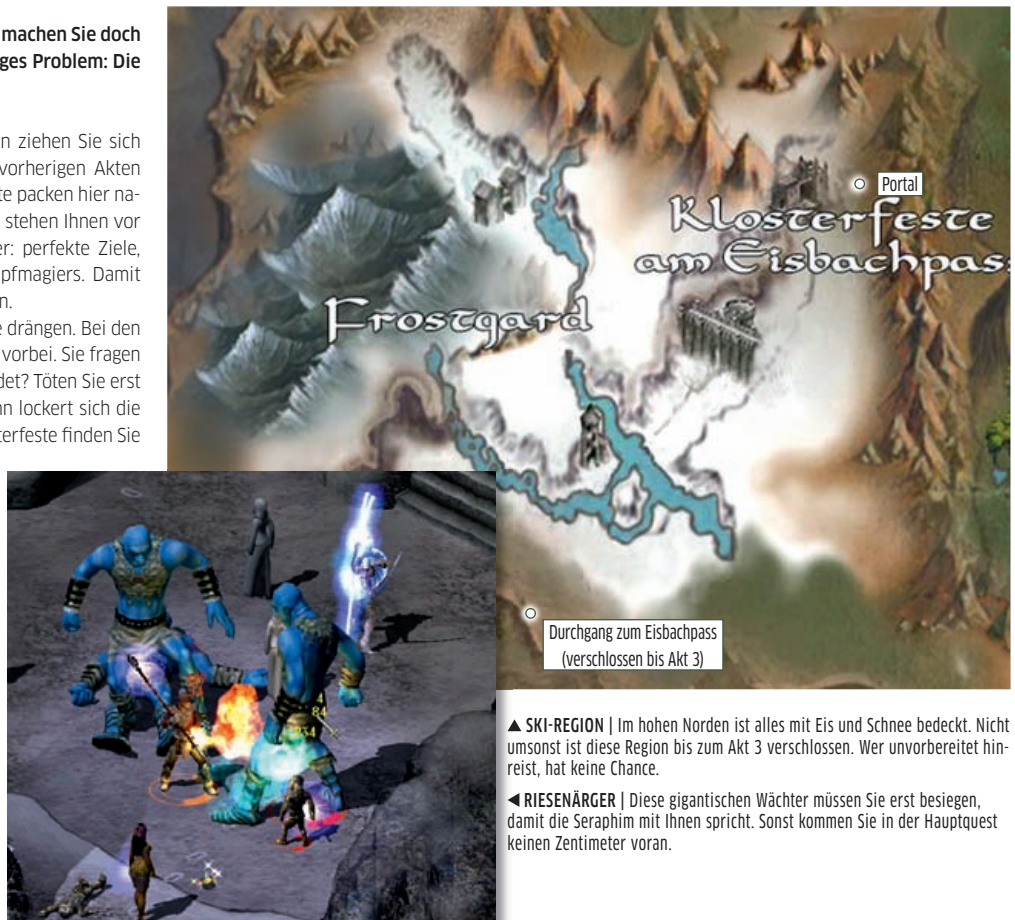 machen Sie doch
ges Problem: Die
n ziehen Sie sich
vorherigen Akten
te packen hier na-
stehen Ihnen vor
er: perfekte Ziele,
pfmagiers. Damit
n.
e drängen. Bei den
vorbei. Sie fragen
det? Töten Sie erst
nn lockert sich die
terfeste finden Sie
Portal
Klosterfeste
am Eisbachpass
Frostgard
Durchgang zum Eisbachpass
(verschlossen bis Akt 3)
84
234
▲ SKI-REGION | Im hohen Norden ist alles mit Eis und Schnee bedeckt. Nicht
umsonst ist diese Region bis zum Akt 3 verschlossen. Wer unvorbereitet hin-
reist, hat keine Chance.
◄ RIESENÄRGER | Diese gigantischen Wächter müssen Sie erst besiegen,
damit die Seraphim mit Ihnen spricht. Sonst kommen Sie in der Hauptquest
keinen Zentimeter voran.